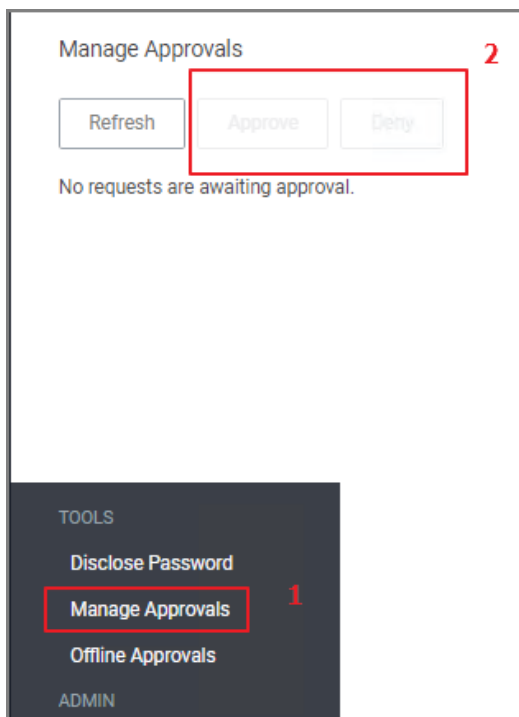 Manage Approvals
2
Refresh Approve Deny
No requests are awaiting approval.
TOOLS
Disclose Password
Manage Approvals 1
Offline Approvals
ADMIN